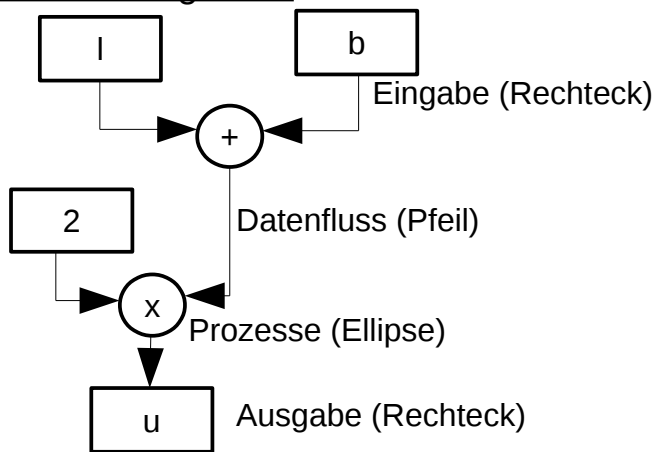 l
b
Eingabe (Rechteck)
+
2
Datenfluss (Pfeil)
x
Prozesse (Ellipse)
u
Ausgabe (Rechteck)